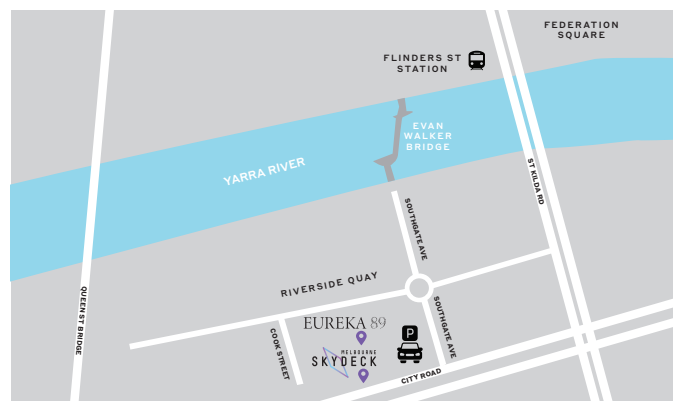 FEDERATION
SQUARE
FLINDERS ST
STATION
EVAN
WALKER
BRIDGE
YARRA RIVER
ST KILDA RD
SOUTHGATE AVE
RIVERSIDE QUAY
QUEEN ST BRIDGE
EUREKA 89
P
SOUTHGATE AVE
COOK STREET
MELBOURNE
SKYDECK
CITY ROAD